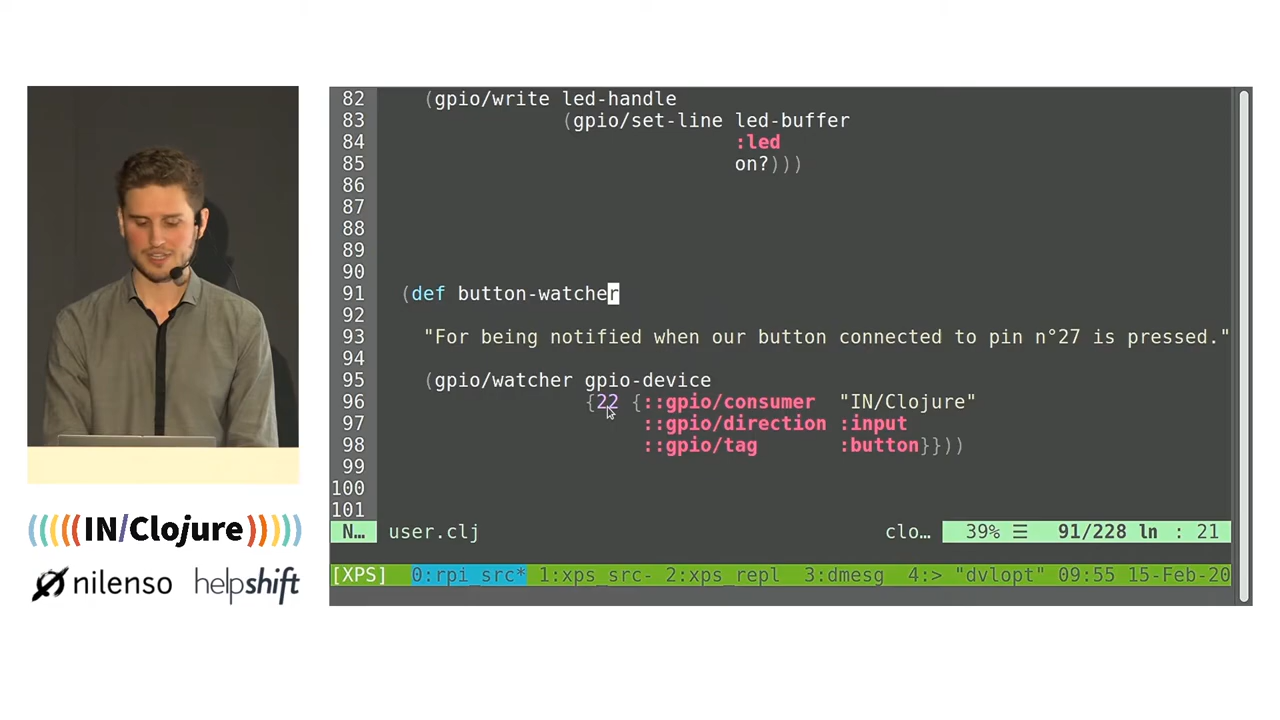 82 (gpio/write led-handle
83 (gpio/set-line led-buffer
84 :led
85 on?)))
86
87
88
89
90
91 (def button-watcher
92
93 "For being notified when our button connected to pin n°27 is pressed."
94
95 (gpio/watcher gpio-device
96 {22 {::gpio/consumer "IN/Clojure"
97 ::gpio/direction :input
98 ::gpio/tag :button}}))
99
100
101
N... user.clj clo... 39% ☰ 91/228 ln : 21
[XPS] 0:rpi_src* 1:xps_src- 2:xps_repl 3:dmesg 4:> "dvlopt" 09:55 15-Feb-20
((((IN/Clojure))))
nilenso helpshift